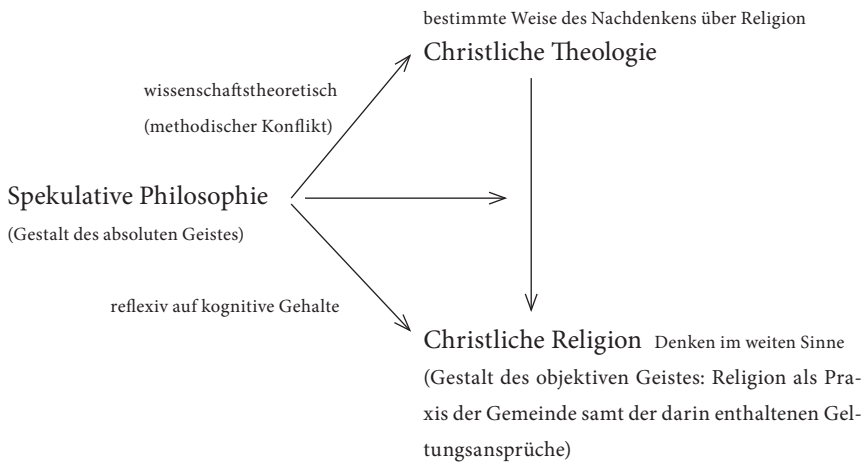 bestimmte Weise des Nachdenkens über Religion
Christliche Theologie
wissenschaftstheoretisch
(methodischer Konflikt)
Spekulative Philosophie
(Gestalt des absoluten Geistes)
reflexiv auf kognitive Gehalte
Christliche Religion Denken im weiten Sinne
(Gestalt des objektiven Geistes: Religion als Pra-
xis der Gemeinde samt der darin enthaltenen Gel-
tungsansprüche)